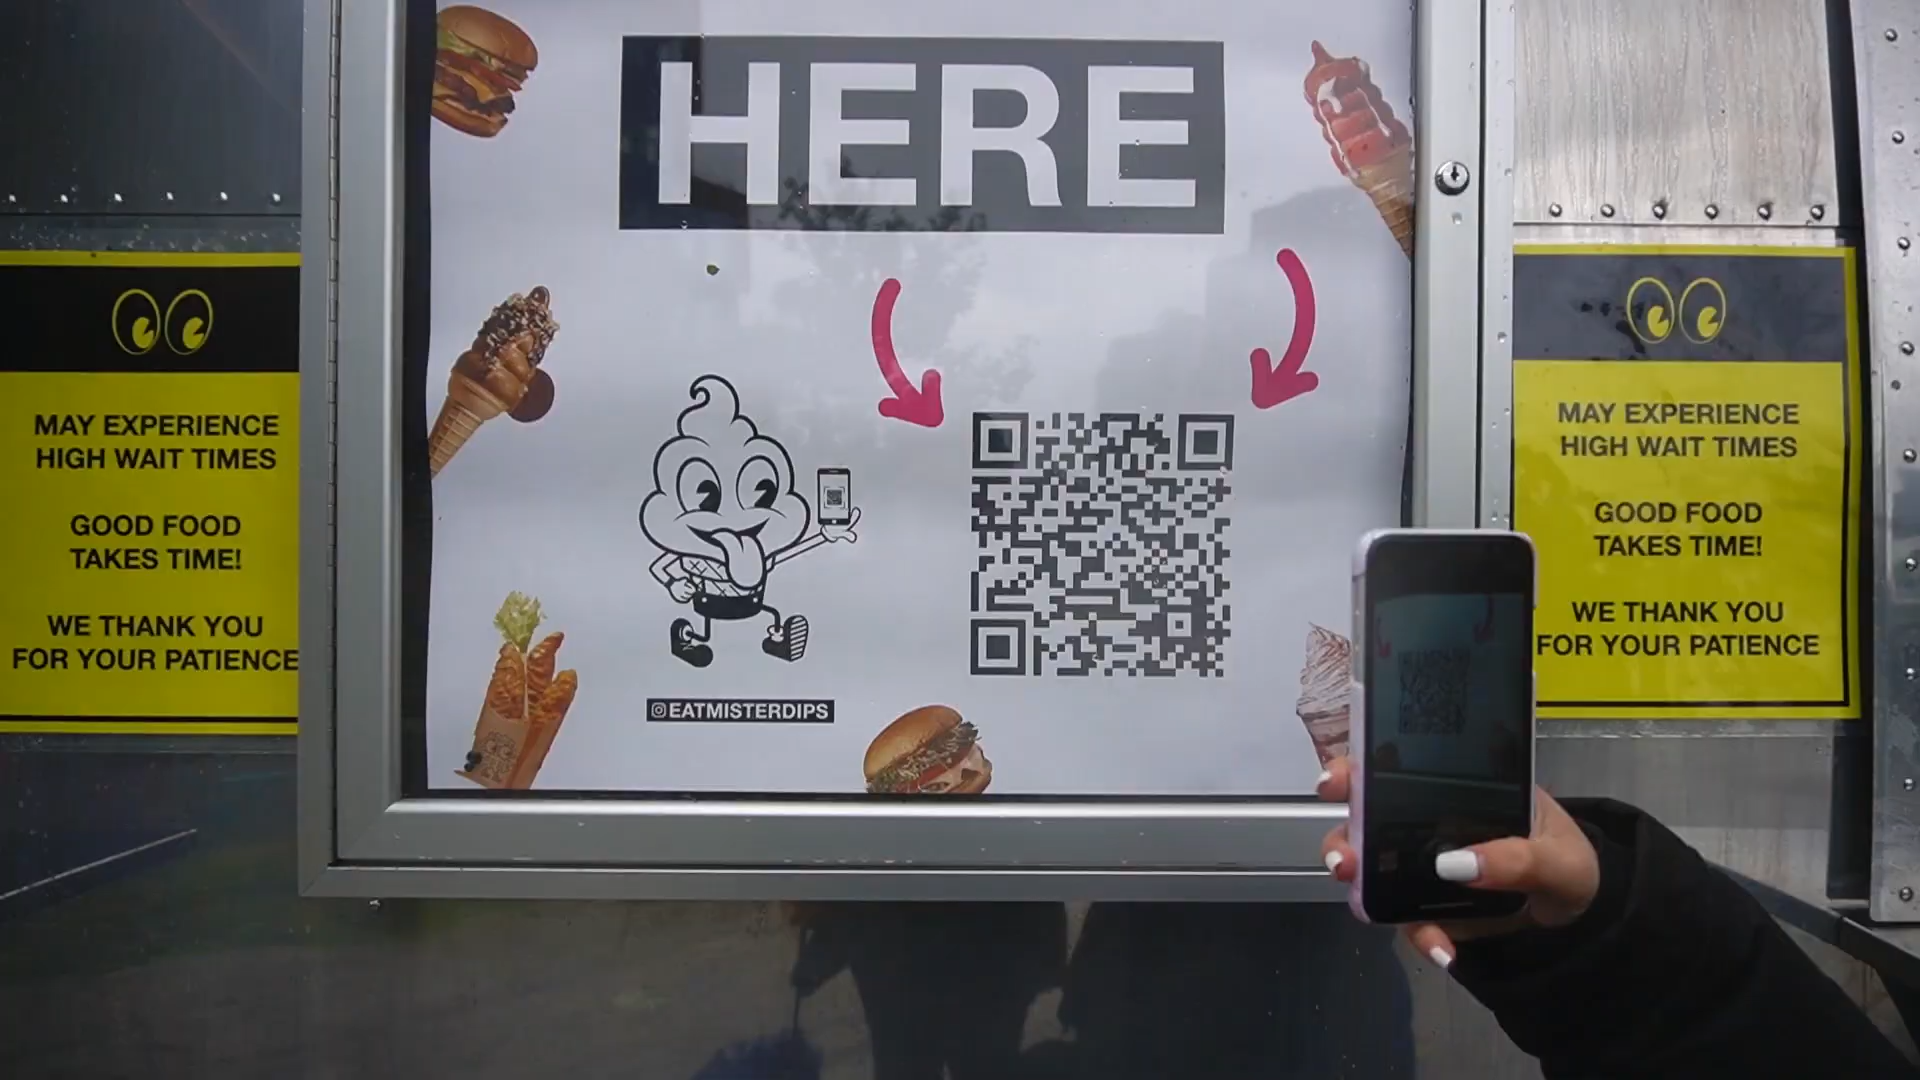 HERE
MAY EXPERIENCE
HIGH WAIT TIMES
GOOD FOOD
TAKES TIME!
WE THANK YOU
FOR YOUR PATIENCE
@EATMISTERDIPS
MAY EXPERIENCE
HIGH WAIT TIMES
GOOD FOOD
TAKES TIME!
WE THANK YOU
FOR YOUR PATIENCE